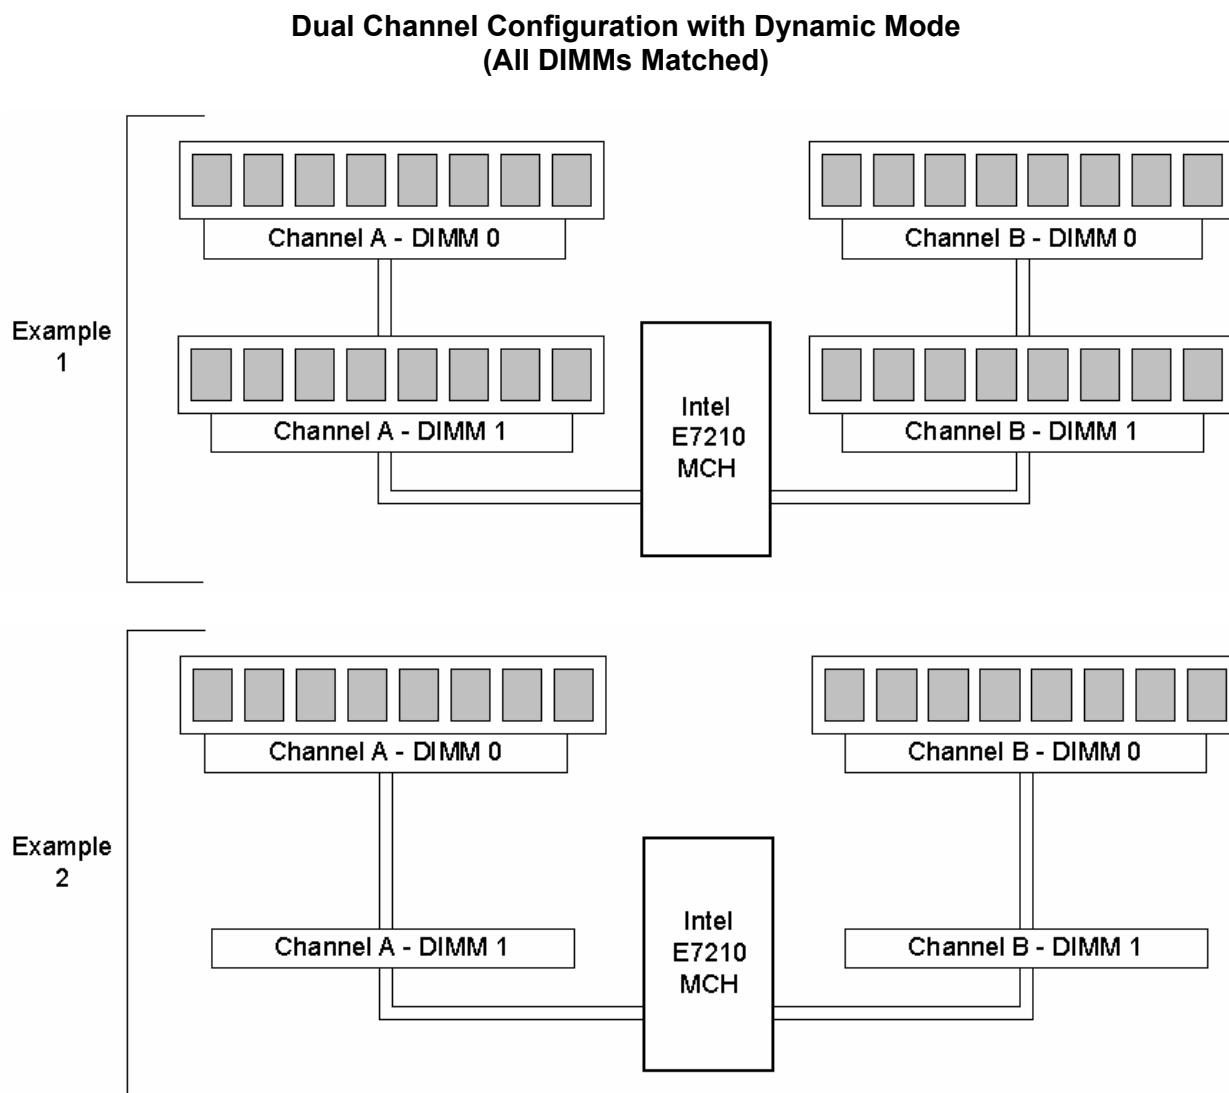 Dual Channel Configuration with Dynamic Mode
(All DIMMs Matched)
Example
1
Channel A - DIMM 0
Channel B - DIMM 0
Channel A - DIMM 1
Channel B - DIMM 1
Intel
E7210
MCH
Example
2
Channel A - DIMM 0
Channel B - DIMM 0
Channel A - DIMM 1
Channel B - DIMM 1
Intel
E7210
MCH